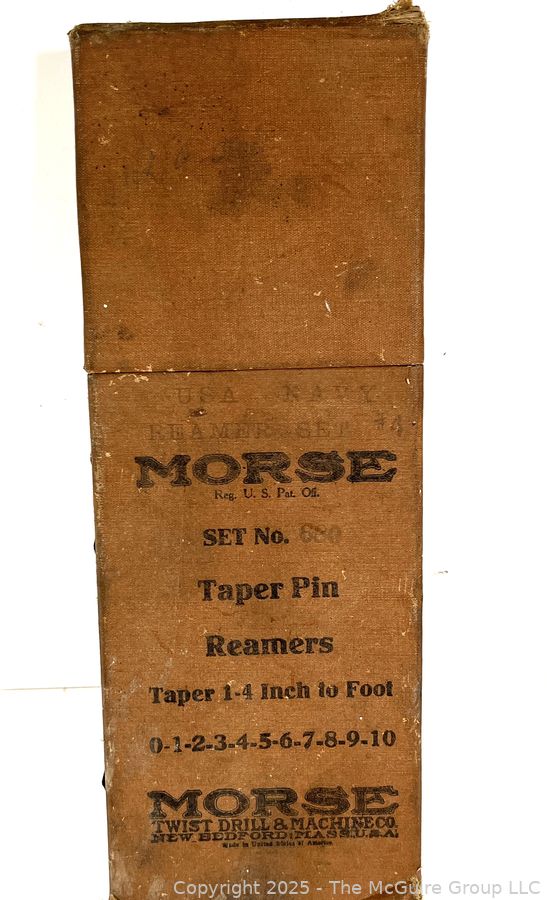 USA NAVY
REAMER SET #4
MORSE
Reg. U. S. Pat. Off.
SET No. 680
Taper Pin
Reamers
Taper 1-4 Inch to Foot
0-1-2-3-4-5-6-7-8-9-10
MORSE
TWIST DRILL & MACHINE CO.
NEW BEDFORD, MASS. U.S.A.
Made in United States of America
Copyright 2025 - The McGuire Group LLC